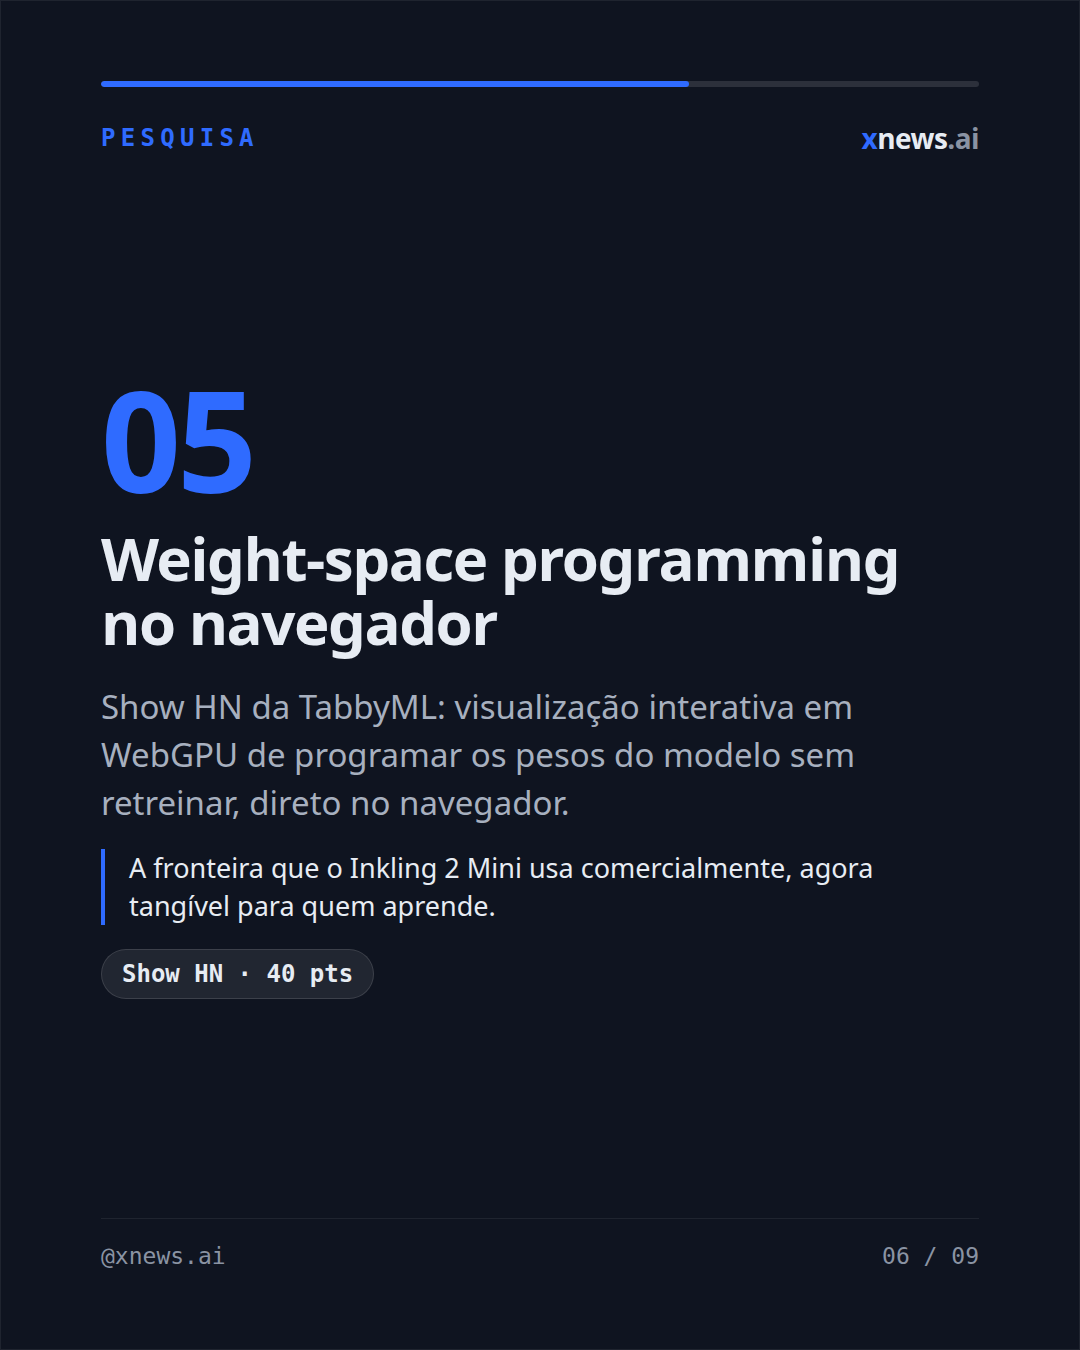 PESQUISA
xnews.ai
05
Weight-space programming
no navegador
Show HN da TabbyML: visualização interativa em
WebGPU de programar os pesos do modelo sem
retreinar, direto no navegador.
A fronteira que o Inkling 2 Mini usa comercialmente, agora
tangível para quem aprende.
Show HN · 40 pts
@xnews.ai
06 / 09